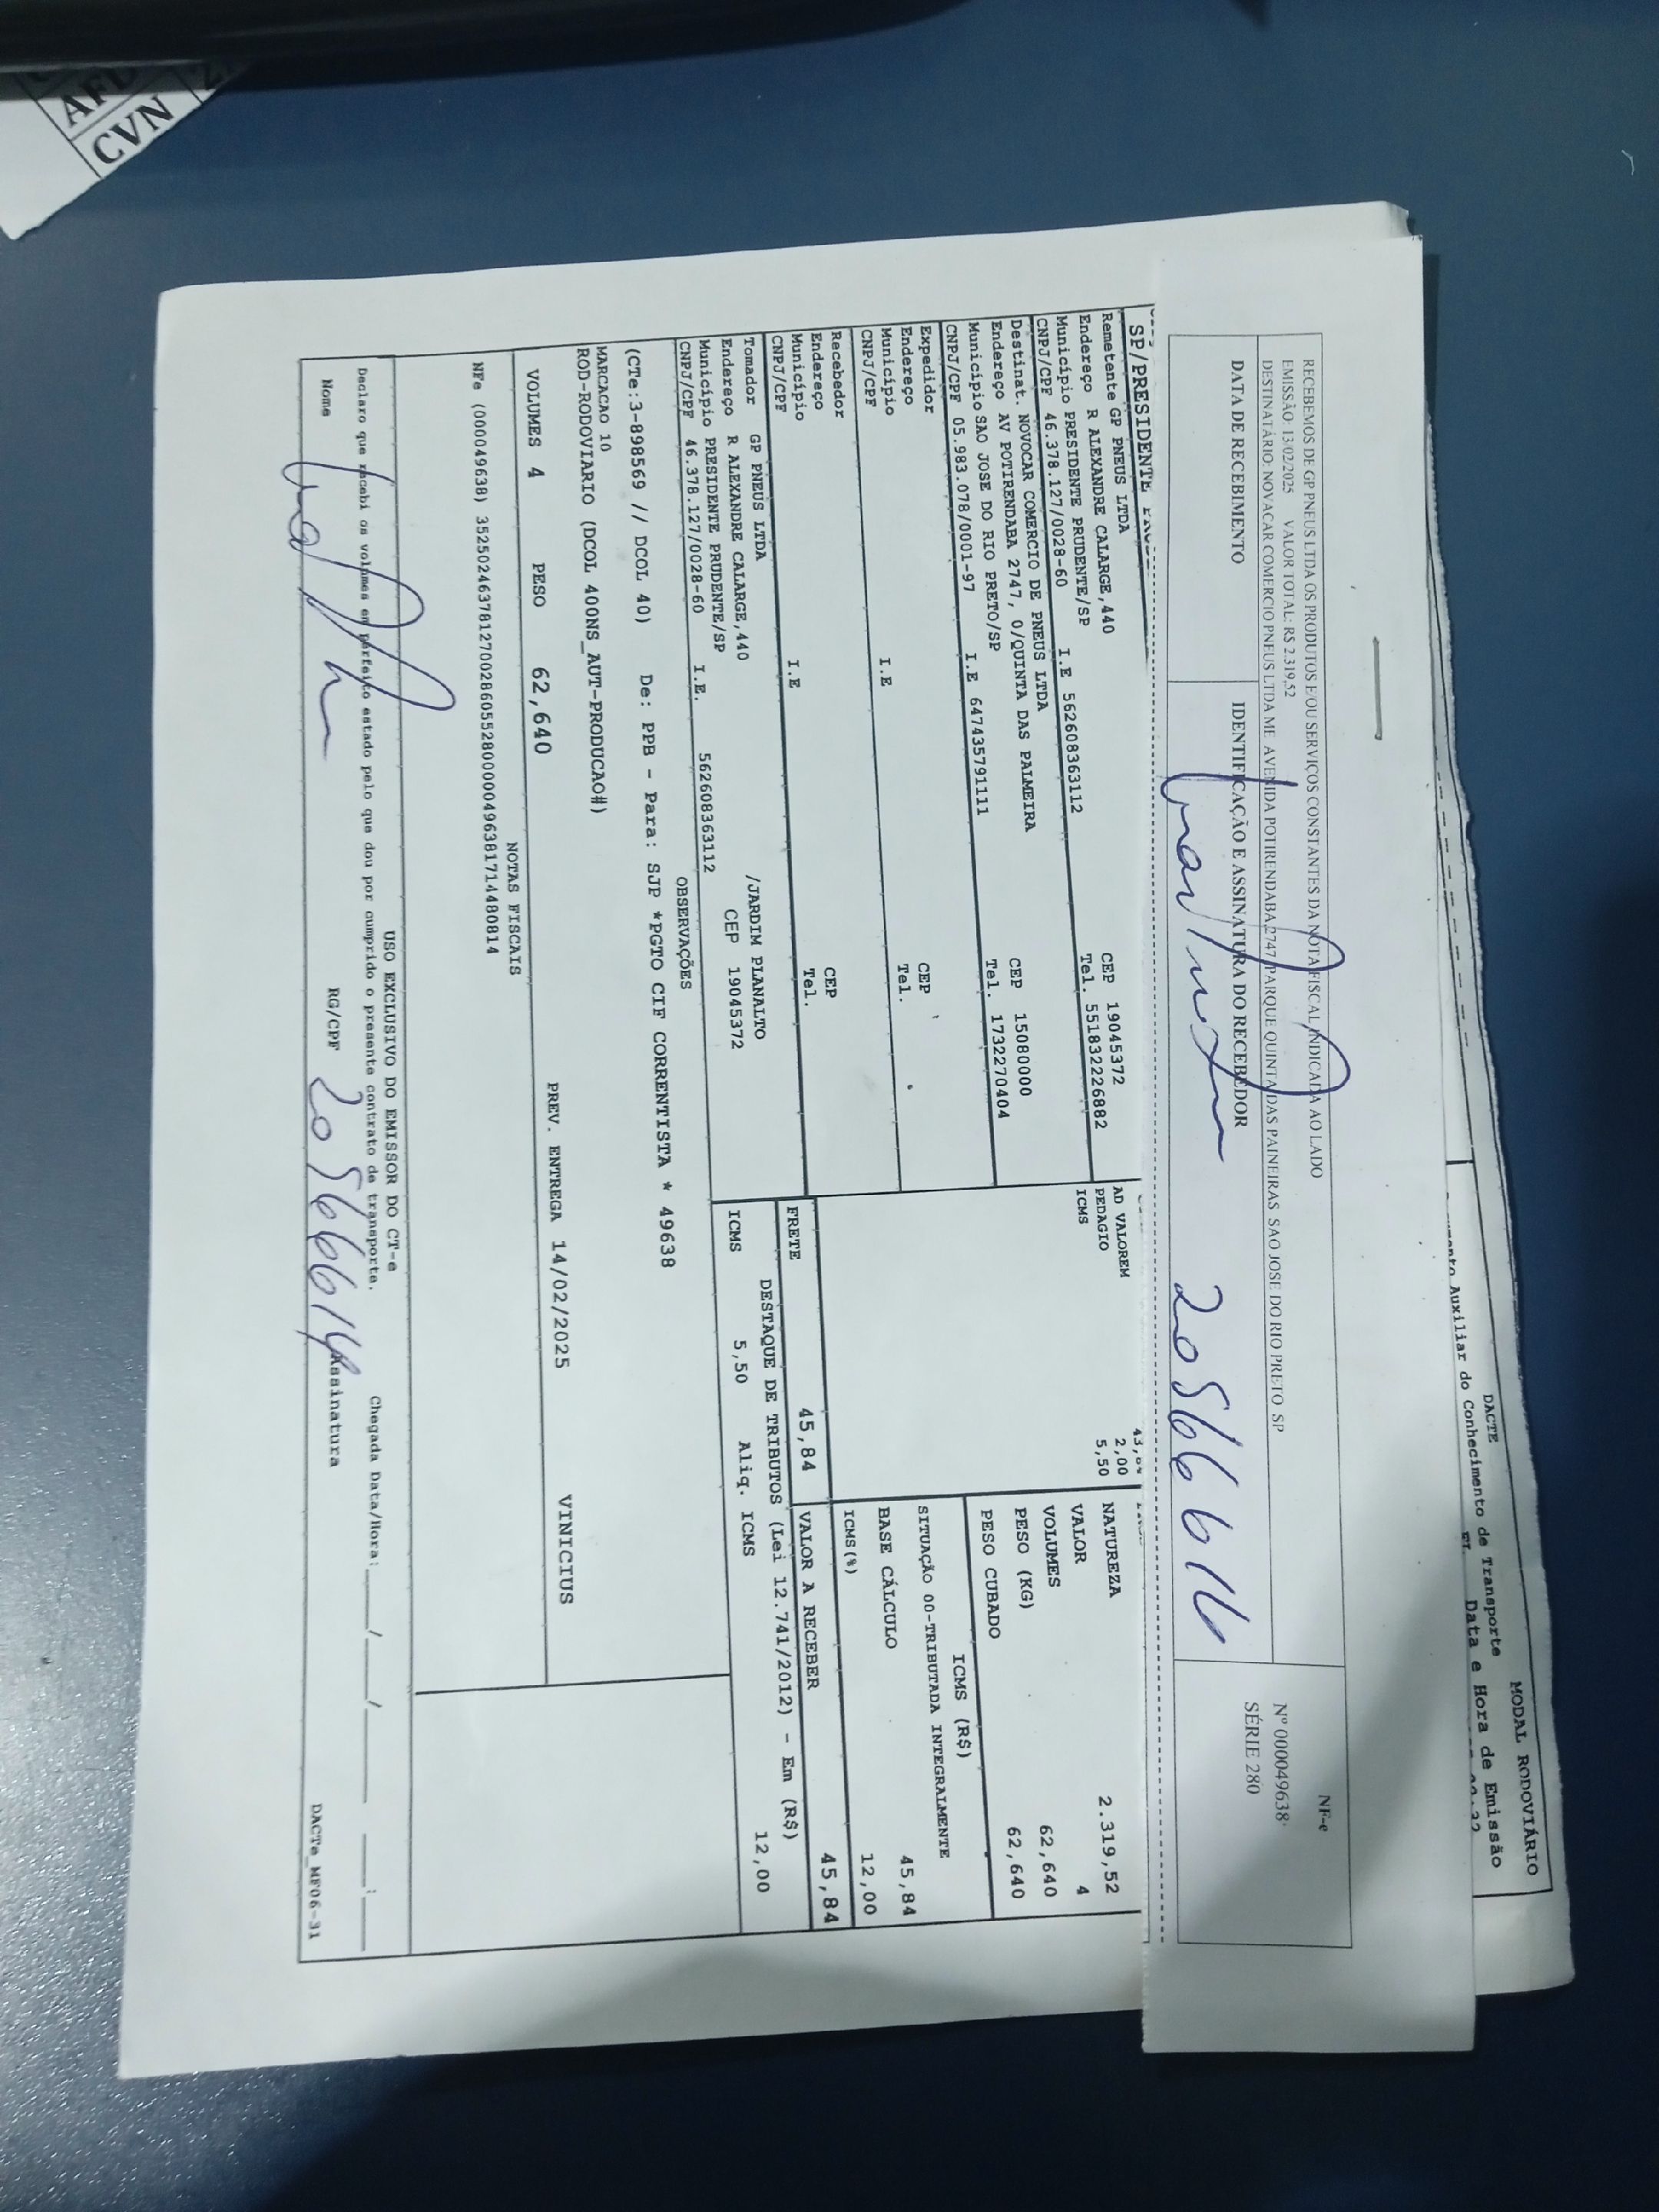 MODAL RODOVIÁRIO
DACTE
Auxiliar do Conhecimento de Transporte
Data e Hora de Emissão
RECEBEMOS DE GP PNEUS LTDA OS PRODUTOS E/OU SERVIÇOS CONSTANTES DA NOTA FISCAL INDICADA AO LADO
EMISSÃO: 13/02/2025 VALOR TOTAL: R$ 2.319,52
DESTINATÁRIO: NOVACAR COMERCIO PNEUS LTDA ME AVENIDA POTIRENDABA,2747 PARQUE QUINTA DAS PAINEIRAS SAO JOSE DO RIO PRETO SP
NF-e
Nº 000049638
SÉRIE 280
DATA DE RECEBIMENTO
IDENTIFICAÇÃO E ASSINATURA DO RECEBEDOR
SP/PRESIDENTE
Remetente GP PNEUS LTDA
Endereço R ALEXANDRE CALARGE,440 CEP 19045372
Município PRESIDENTE PRUDENTE/SP Tel. 5518322226882
CNPJ/CPF 46.378.127/0028-60 I.E 562608363112
Destinat. NOVOCAR COMERCIO DE PNEUS LTDA
Endereço AV POTIRENDABA 2747, 0/QUINTA DAS PALMEIRA CEP 15080000
Município SAO JOSE DO RIO PRETO/SP Tel. 1732270404
CNPJ/CPF 05.983.078/0001-97 I.E 647435791111
Expedidor
Endereço CEP
Município Tel.
CNPJ/CPF I.E
Recebedor
Endereço CEP
Município Tel.
CNPJ/CPF I.E
Tomador GP PNEUS LTDA /JARDIM PLANALTO
Endereço R ALEXANDRE CALARGE,440 CEP 19045372
Município PRESIDENTE PRUDENTE/SP
CNPJ/CPF 46.378.127/0028-60 I.E. 562608363112
AD VALOREM 2,00
PEDAGIO 5,50
ICMS
FRETE 45,84
VALOR A RECEBER 45,84
NATUREZA
VALOR 2.319,52
VOLUMES 4
PESO (KG) 62,640
PESO CUBADO 62,640
ICMS (R$)
SITUAÇÃO 00-TRIBUTADA INTEGRALMENTE
BASE CÁLCULO 45,84
ICMS(%) 12,00
DESTAQUE DE TRIBUTOS (Lei 12.741/2012) - Em (R$)
ICMS 5,50 Aliq. ICMS 12,00
OBSERVAÇÕES
(CTe:3-898569 // DCOL 40) De: PPB - Para: SJP *PGTO CIF CORRENTISTA * 49638
MARCACAO 10
ROD-RODOVIARIO (DCOL 400NS_AUT-PRODUCAO#)
VOLUMES 4 PESO 62,640 PREV. ENTREGA 14/02/2025 VINICIUS
NOTAS FISCAIS
NFe (000049638) 35250246378127002860552800000496381714480814
USO EXCLUSIVO DO EMISSOR DO CT-e
Declaro que recebi os volumes em perfeito estado pelo que dou por cumprido o presente contrato de transporte.
Chegada Data/Hora: ____/____/______ ____:____
Nome RG/CPF Assinatura
DACTe_MF06-31
AFD
CVN